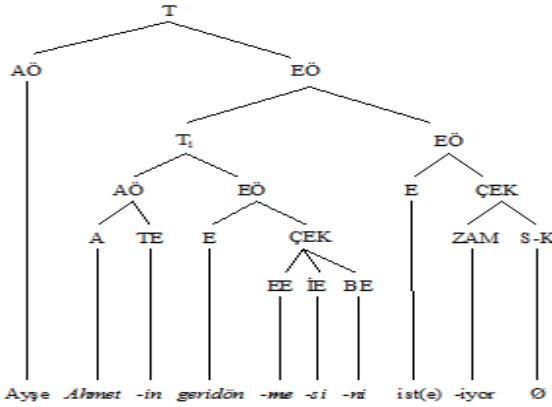 T
AÖ EÖ
T₁ EÖ
AÖ EÖ E ÇEK
A TE E ÇEK ZAM S-K
EE İE BE
Ayşe Ahmet -in geridön -me -si -ni ist(e) -iyor Ø